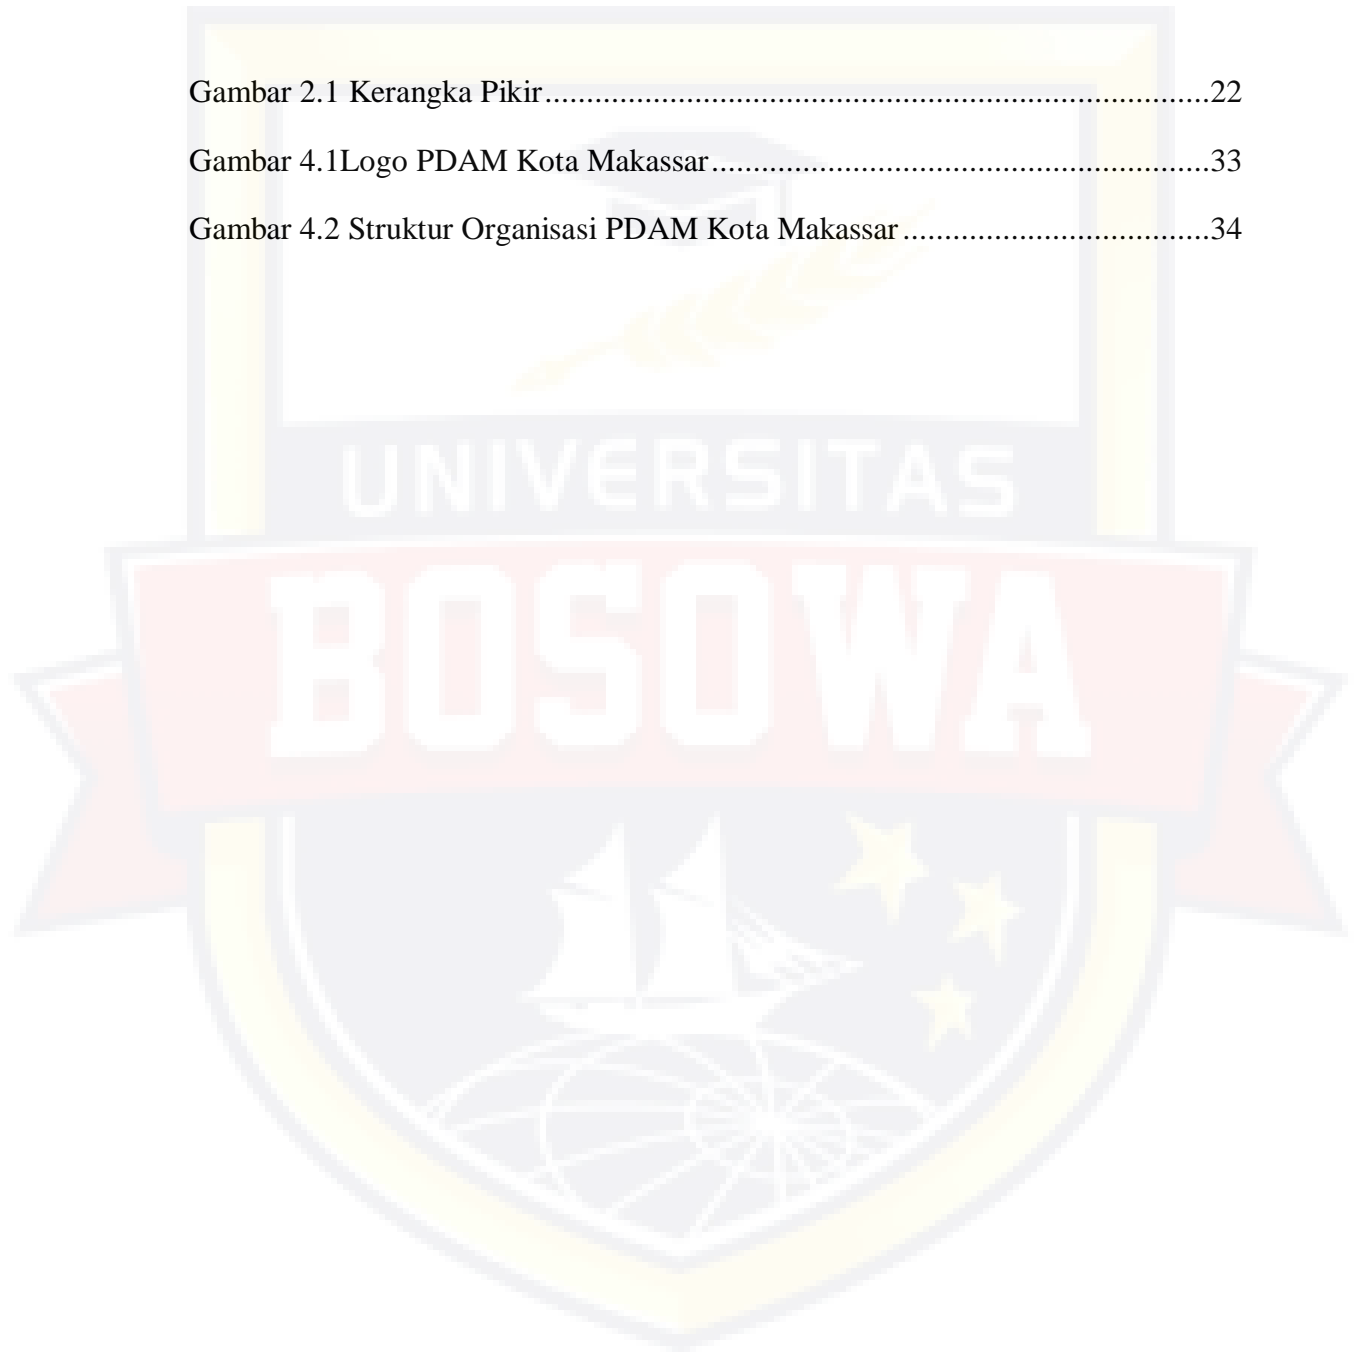 Gambar 2.1 Kerangka Pikir........................................................................................22
Gambar 4.1Logo PDAM Kota Makassar..................................................................33
Gambar 4.2 Struktur Organisasi PDAM Kota Makassar.........................................34
UNIVERSITAS
BOSOWA